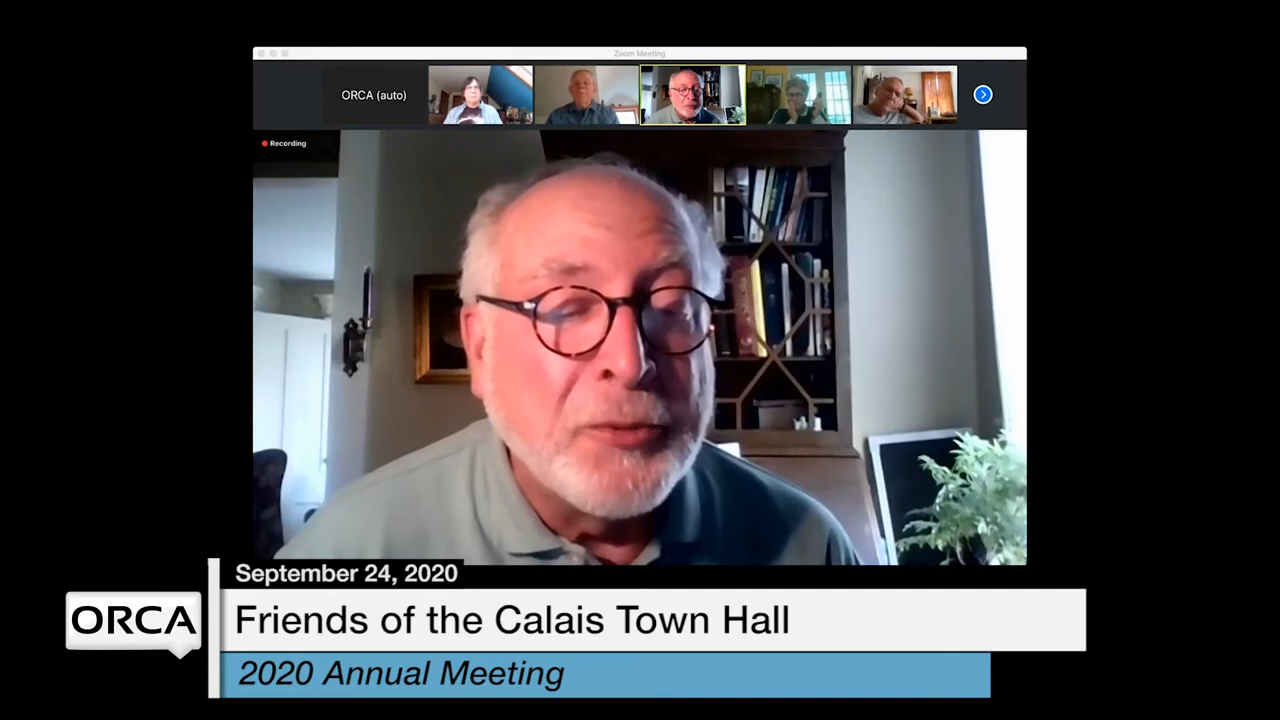 Zoom Meeting
ORCA (auto)
Recording
September 24, 2020
ORCA
Friends of the Calais Town Hall
2020 Annual Meeting